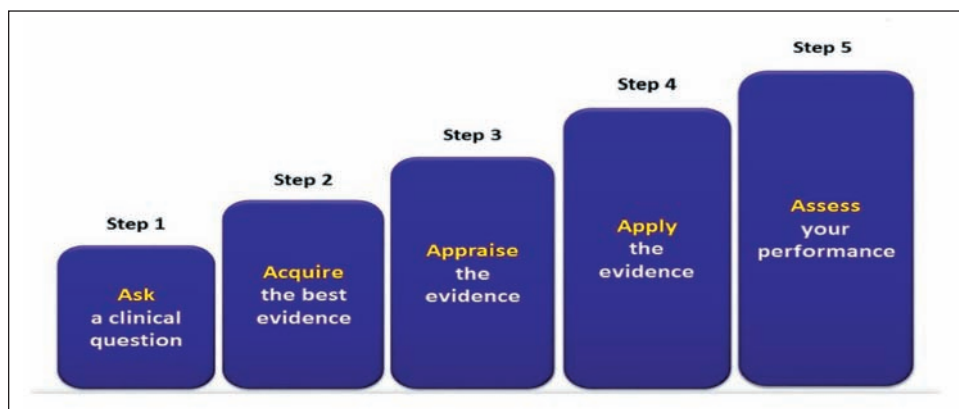 Step 1
Ask
a clinical
question
Step 2
Acquire
the best
evidence
Step 3
Appraise
the
evidence
Step 4
Apply
the
evidence
Step 5
Assess
your
performance